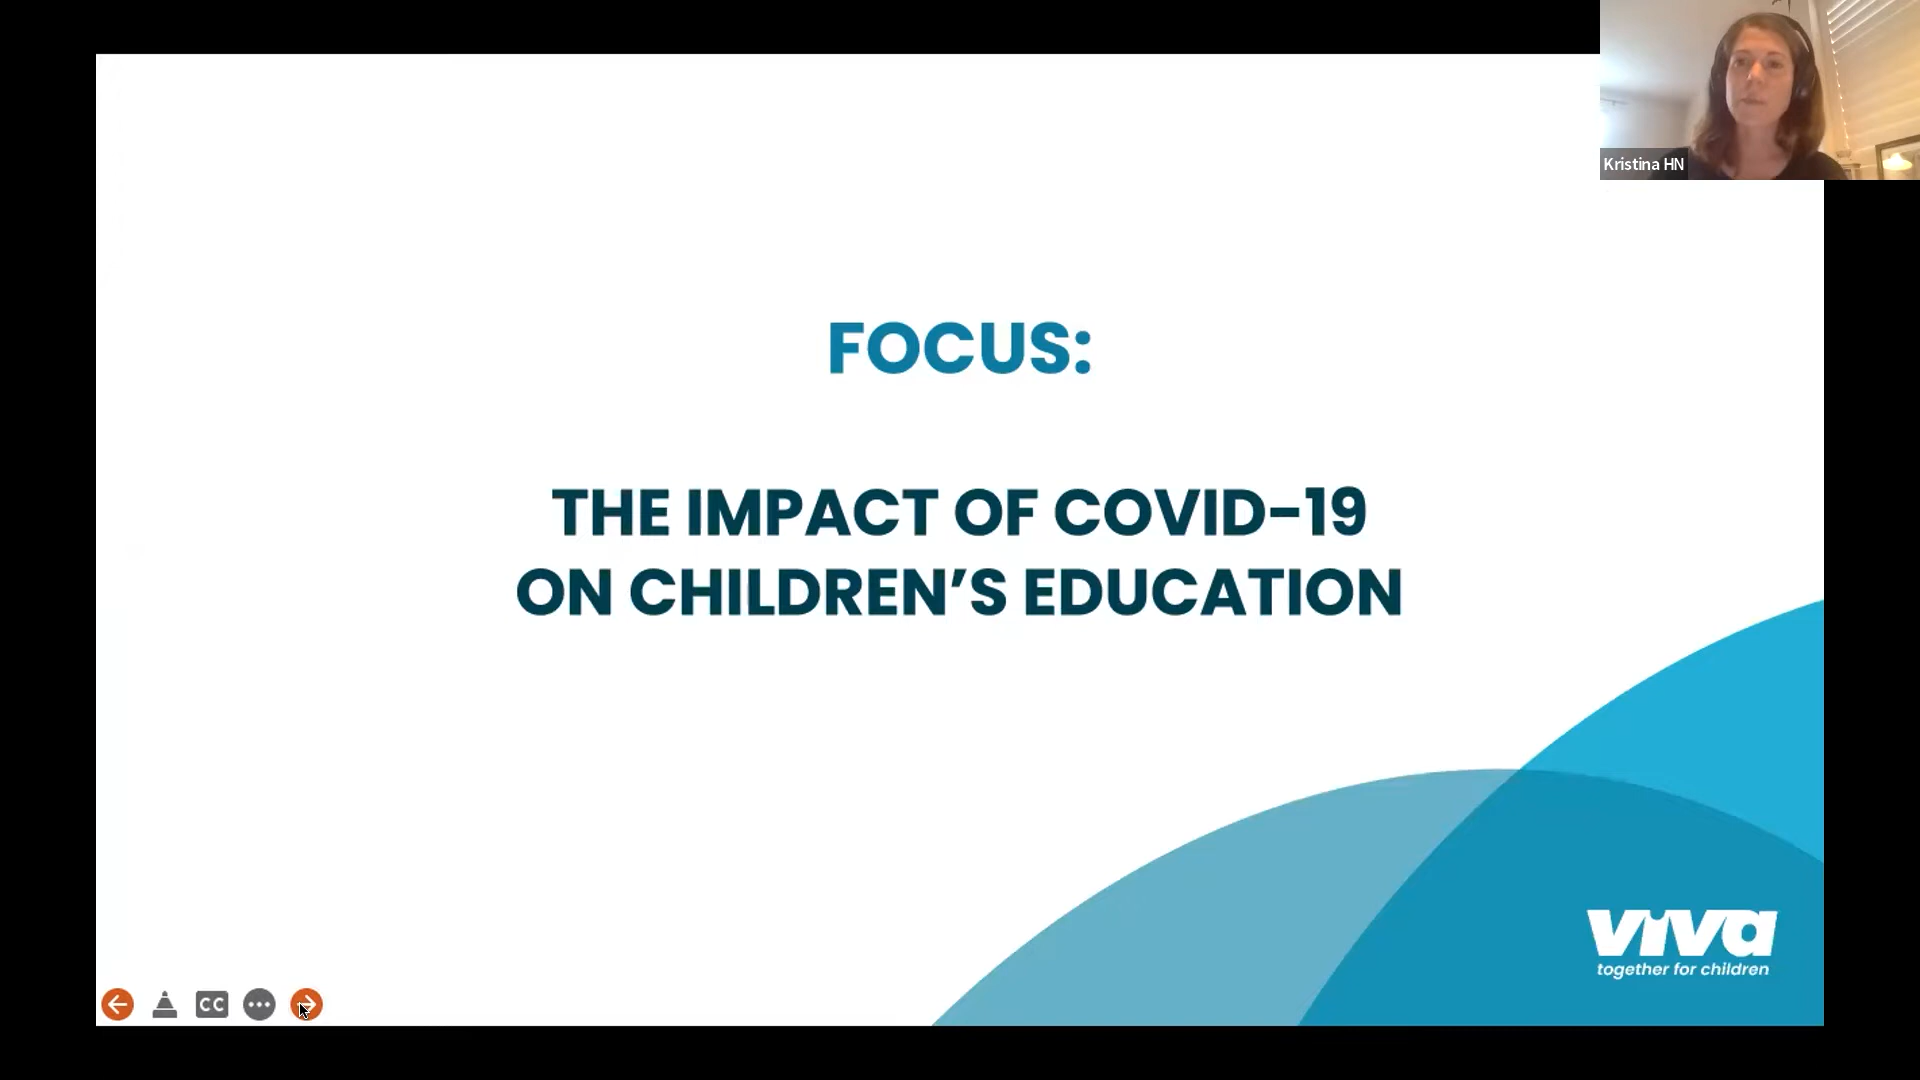 Kristina HN
FOCUS:
THE IMPACT OF COVID-19
ON CHILDREN’S EDUCATION
viva
together for children
CC